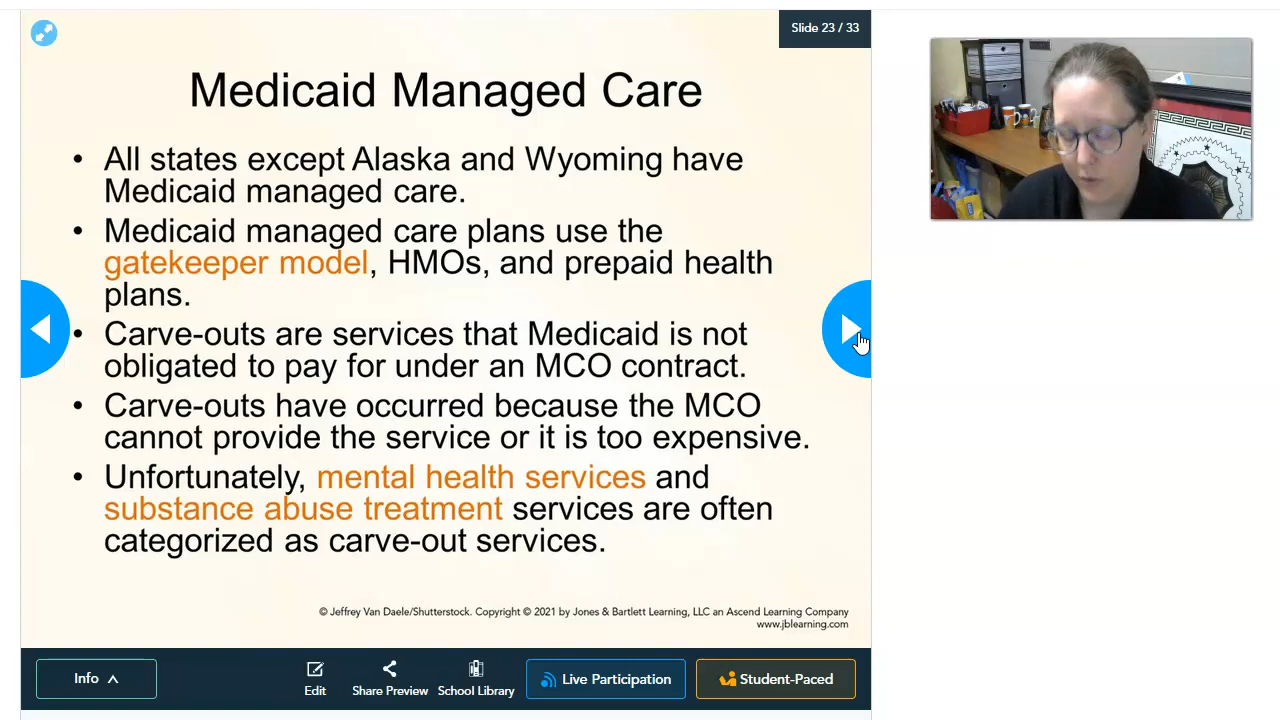 Slide 23 / 33
Medicaid Managed Care
• All states except Alaska and Wyoming have
Medicaid managed care.
• Medicaid managed care plans use the
gatekeeper model, HMOs, and prepaid health
plans.
• Carve-outs are services that Medicaid is not
obligated to pay for under an MCO contract.
• Carve-outs have occurred because the MCO
cannot provide the service or it is too expensive.
• Unfortunately, mental health services and
substance abuse treatment services are often
categorized as carve-out services.
© Jeffrey Van Daele/Shutterstock. Copyright © 2021 by Jones & Bartlett Learning, LLC an Ascend Learning Company
www.jblearning.com
Info
Edit
Share Preview
School Library
Live Participation
Student-Paced